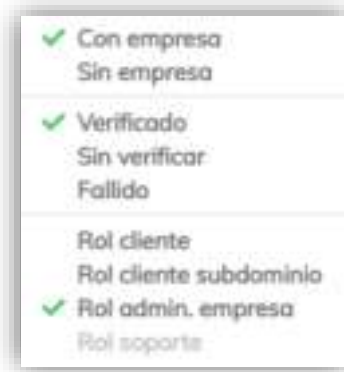 Con empresa
Sin empresa
Verificado
Sin verificar
Fallido
Rol cliente
Rol cliente subdominio
Rol admin. empresa
Rol soporte